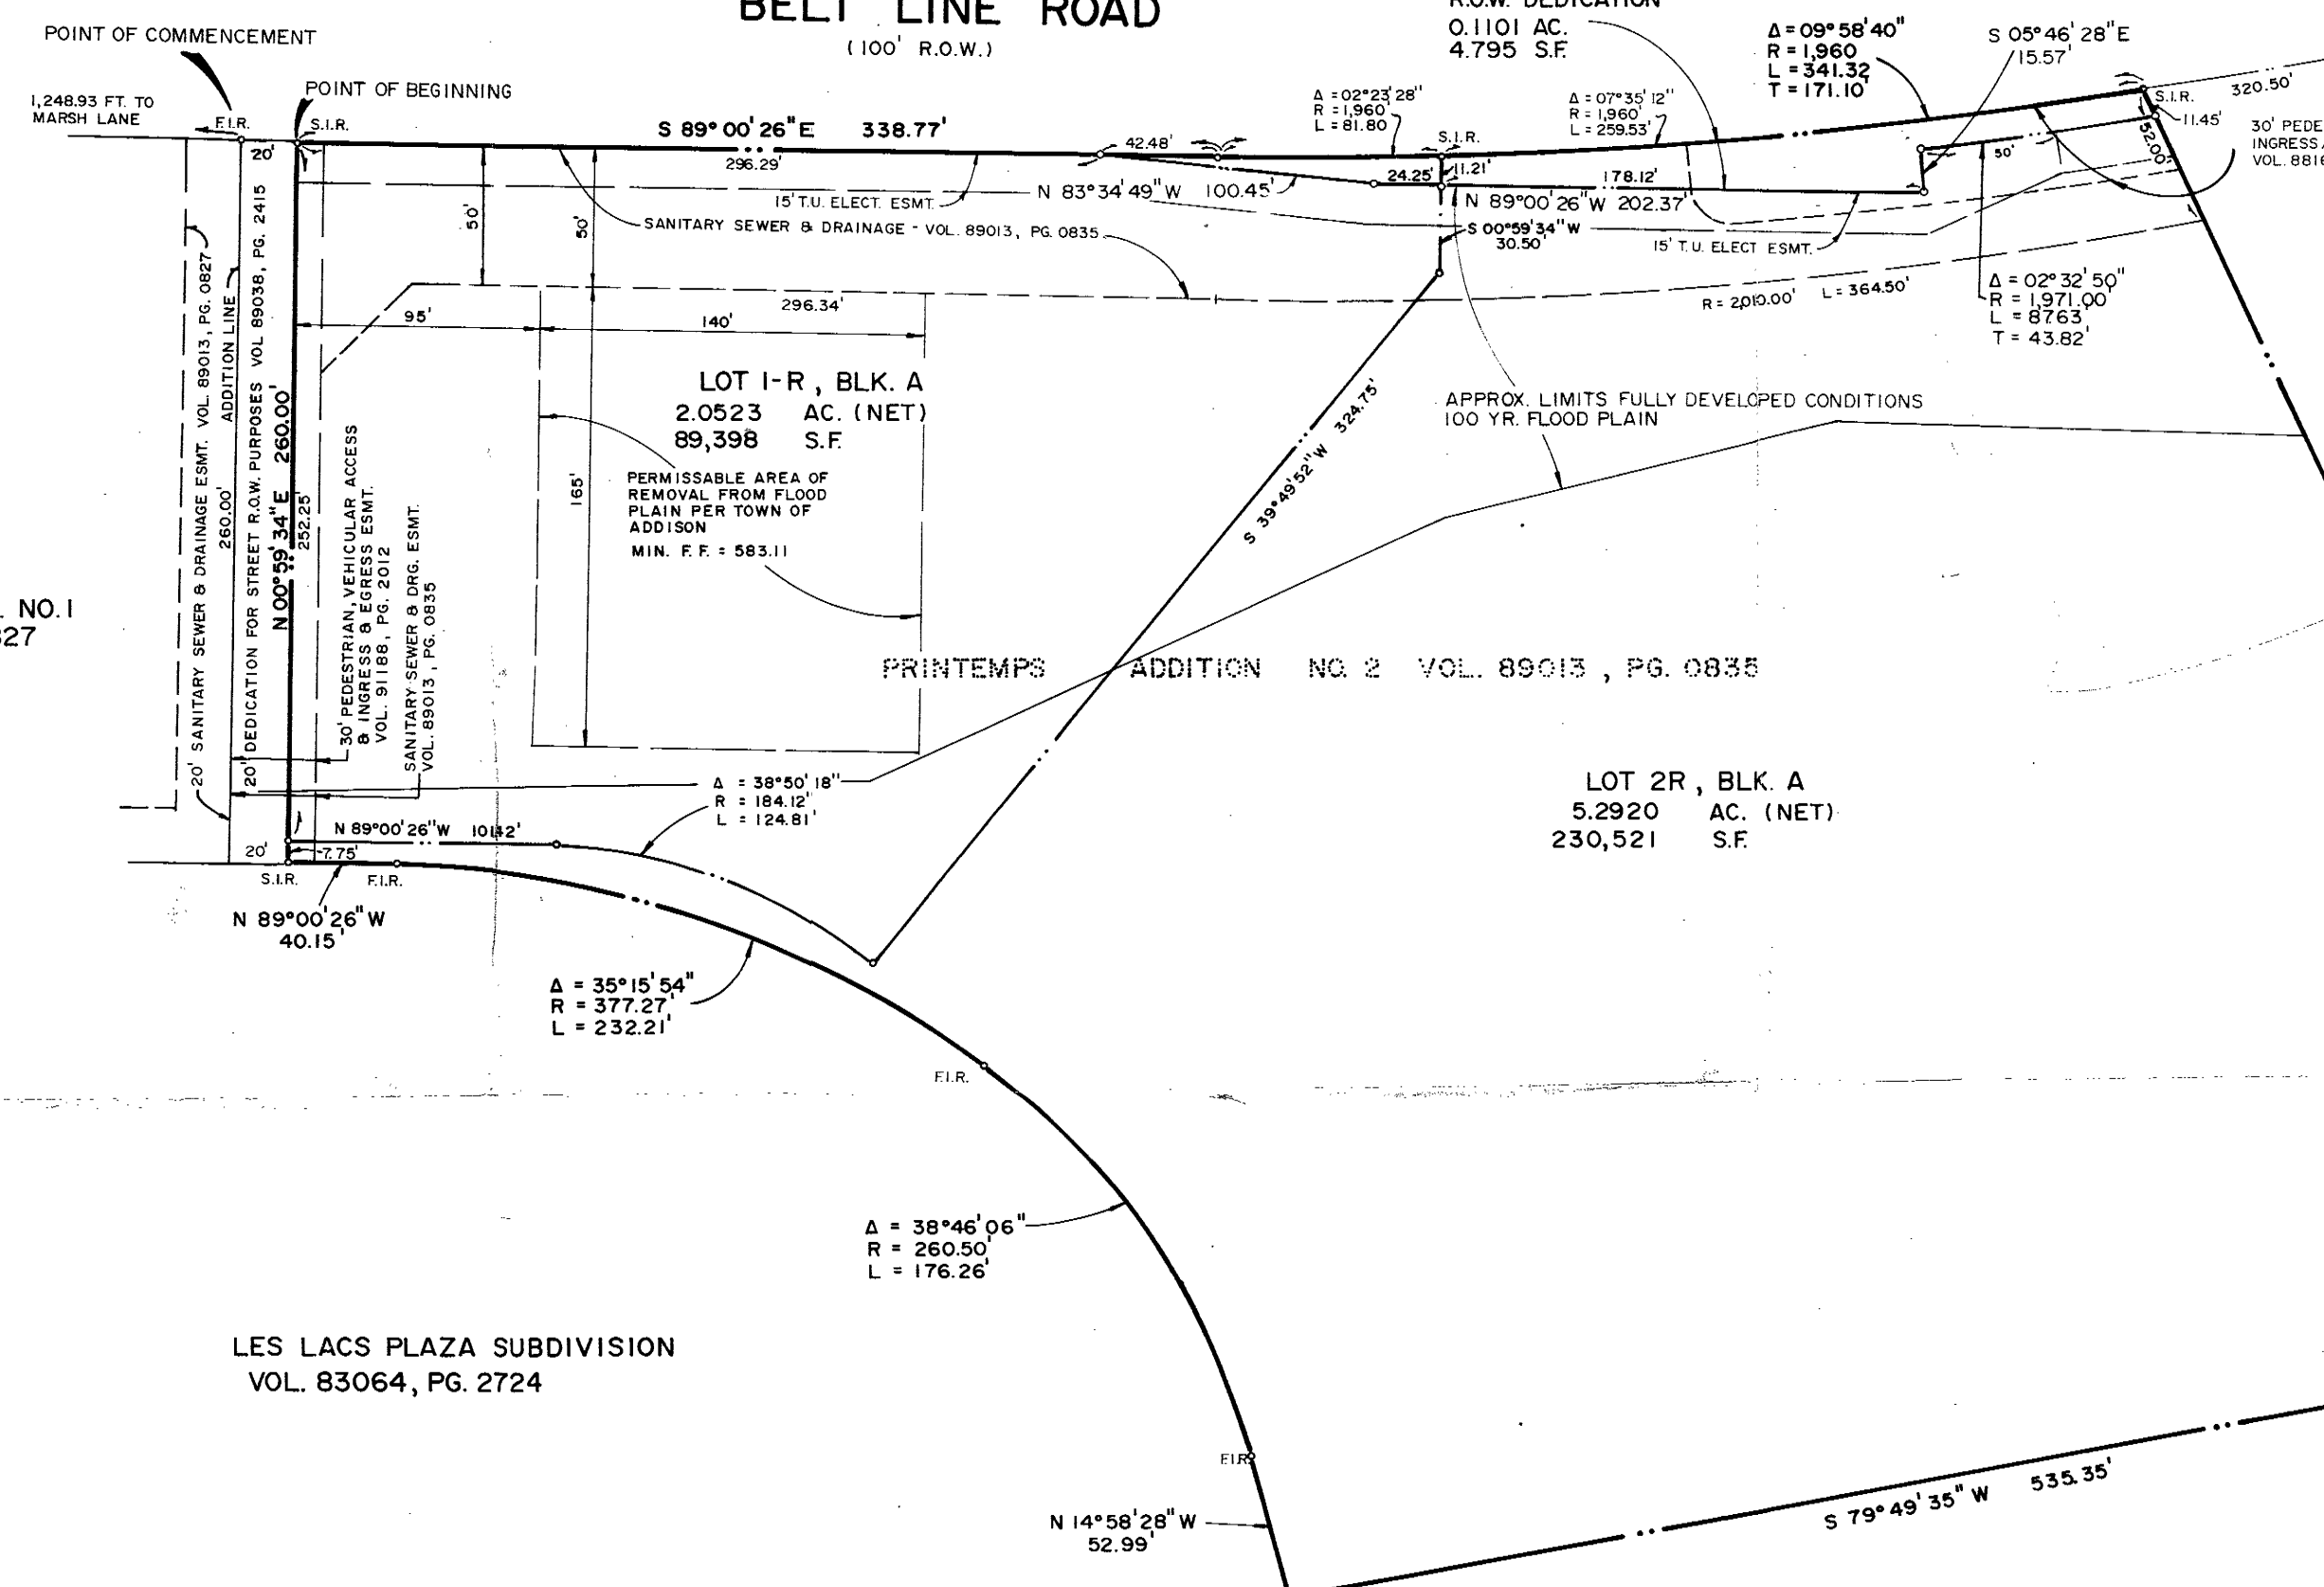 BELT LINE ROAD
(100' R.O.W.)
POINT OF COMMENCEMENT
POINT OF BEGINNING
1,248.93 FT. TO
MARSH LANE
F.I.R.
S.I.R.
20'
S 89°00'26"E 338.77'
296.29'
42.48'
R.O.W. DEDICATION
0.1101 AC.
4.795 S.F.
Δ = 02°23'28"
R = 1,960'
L = 81.80
Δ = 07°35'12"
R = 1,960'
L = 259.53'
Δ = 09°58'40"
R = 1,960
L = 341.32
T = 171.10'
S 05°46'28"E
15.57'
S.I.R.
320.50'
11.45'
52.00'
30' PEDE
INGRESS
VOL. 8816
S.I.R.
11.21'
24.25'
178.12'
50'
N 83°34'49"W 100.45'
N 89°00'26"W 202.37'
15' T.U. ELECT. ESMT.
SANITARY SEWER & DRAINAGE - VOL. 89013, PG. 0835
S 00°59'34"W
30.50'
15' T.U. ELECT ESMT.
R = 2,010.00' L = 364.50'
Δ = 02°32'50"
R = 1,971.00'
L = 87.63'
T = 43.82'
50'
50'
296.34'
95'
140'
165'
LOT 1-R, BLK. A
2.0523 AC. (NET)
89,398 S.F.
PERMISSABLE AREA OF
REMOVAL FROM FLOOD
PLAIN PER TOWN OF
ADDISON
MIN. F.F. = 583.11
APPROX. LIMITS FULLY DEVELOPED CONDITIONS
100 YR. FLOOD PLAIN
S 39°49'52"W 324.75'
20' SANITARY SEWER & DRAINAGE ESMT. VOL. 89013, PG. 0827
260.00' ADDITION LINE
20' DEDICATION FOR STREET R.O.W. PURPOSES VOL 89038, PG. 2415
N 00°59'34"E 260.00'
252.25'
30' PEDESTRIAN, VEHICULAR ACCESS
& INGRESS & EGRESS ESMT.
VOL. 91188, PG. 2012
SANITARY SEWER & DRG. ESMT.
VOL. 89013, PG. 0835
. NO.1
27
PRINTEMPS ADDITION NO. 2 VOL. 89013, PG. 0835
LOT 2R, BLK. A
5.2920 AC. (NET)
230,521 S.F.
Δ = 38°50'18"
R = 184.12'
L = 124.81'
N 89°00'26"W 101.42'
20'
7.75'
S.I.R.
F.I.R.
N 89°00'26"W
40.15'
Δ = 35°15'54"
R = 377.27'
L = 232.21'
F.I.R.
Δ = 38°46'06"
R = 260.50'
L = 176.26'
LES LACS PLAZA SUBDIVISION
VOL. 83064, PG. 2724
F.I.R.
N 14°58'28"W
52.99'
S 79°49'35"W 535.35'